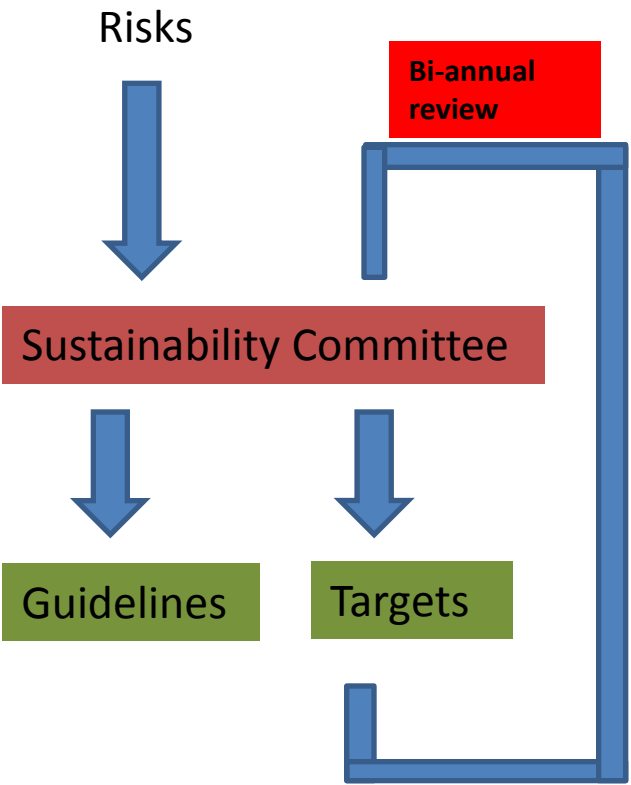 Risks
Bi-annual
review
Sustainability Committee
Guidelines
Targets